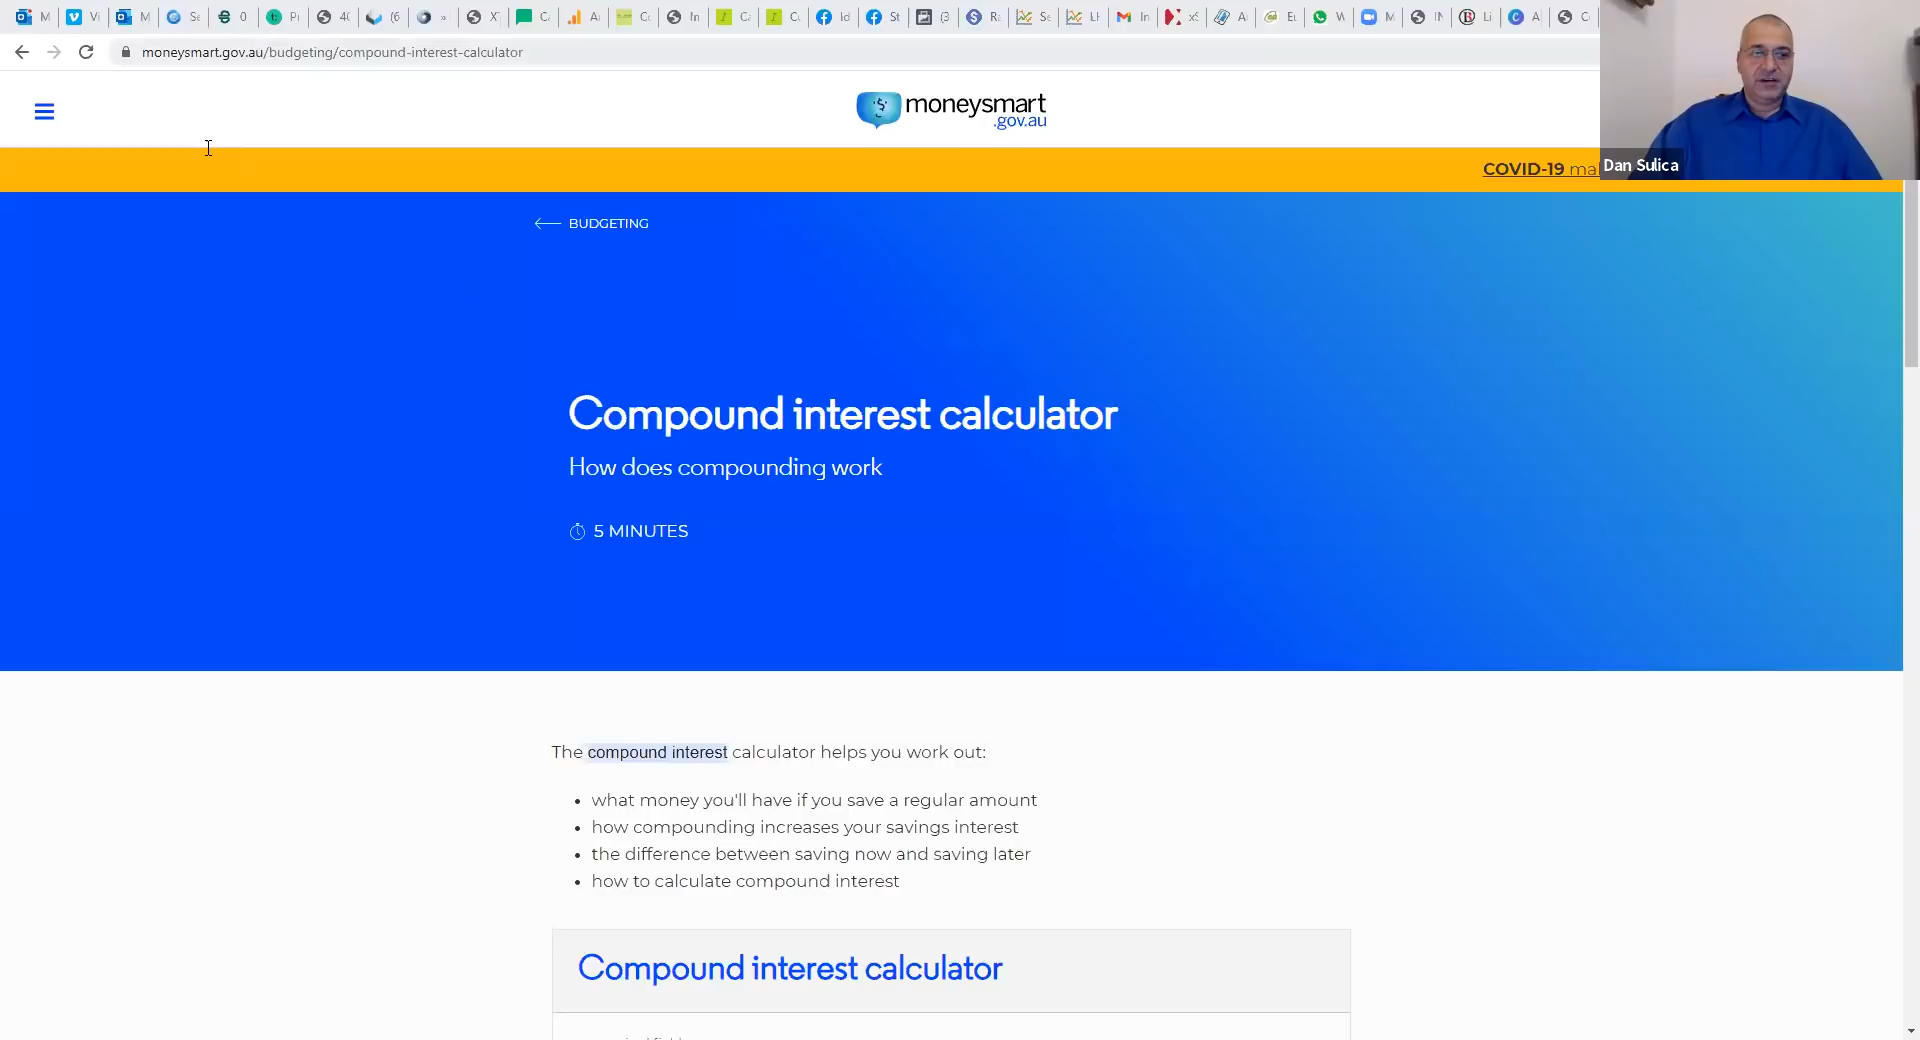 moneysmart.gov.au/budgeting/compound-interest-calculator
moneysmart
.gov.au
COVID-19
Dan Sulica
BUDGETING
Compound interest calculator
How does compounding work
5 MINUTES
The compound interest calculator helps you work out:
what money you'll have if you save a regular amount
how compounding increases your savings interest
the difference between saving now and saving later
how to calculate compound interest
Compound interest calculator